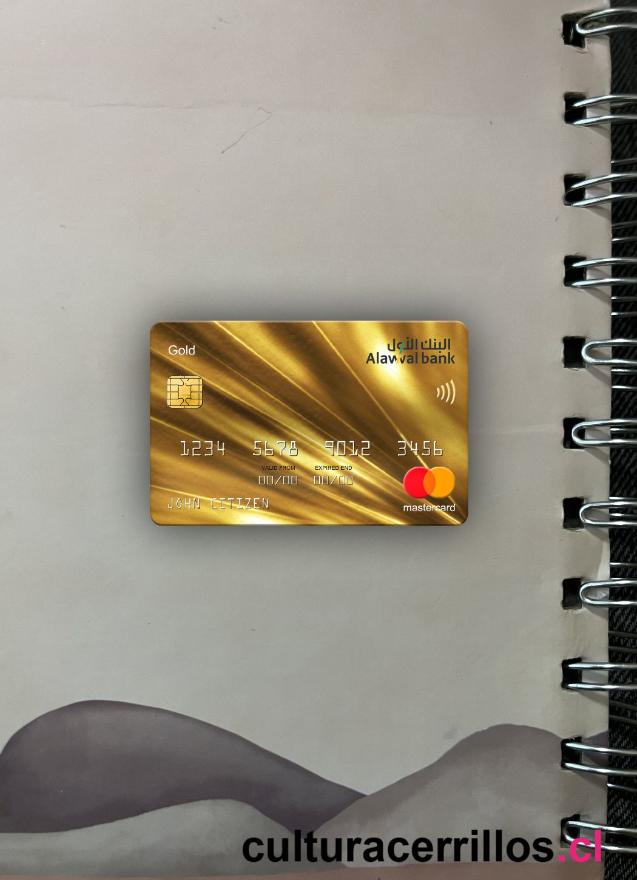 Gold
البنك الأول
Alawwal bank
1234 5678 9012 3456
VALID FROM EXPIRED END
00/00 00/00
JOHN CITIZEN
mastercard
culturacerrillos.cl